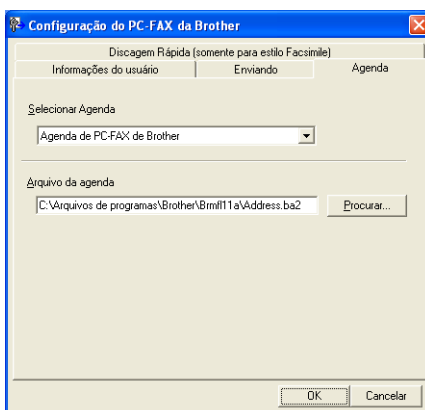 Configuração do PC-FAX da Brother
Discagem Rápida (somente para estilo Facsimile)
Informações do usuário Enviando Agenda
Selecionar Agenda
Agenda de PC-FAX de Brother
Arquivo da agenda
C:\Arquivos de programas\Brother\Brmfl11a\Address.ba2 Procurar...
OK Cancelar